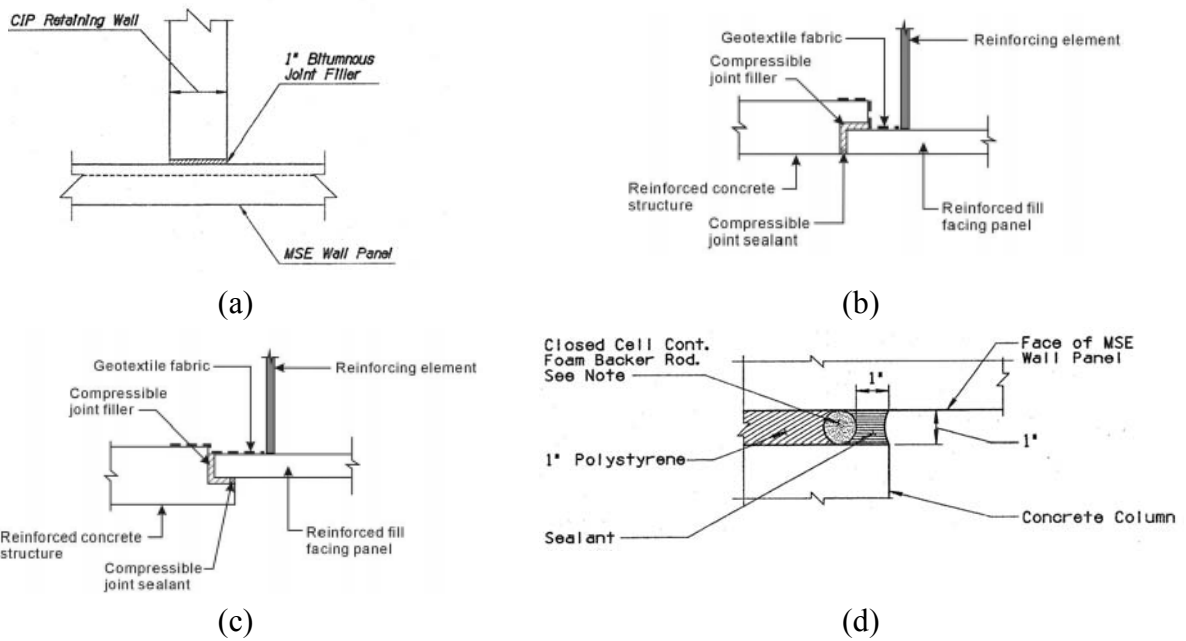 CIP Retaining Wall
1" Bitumnous
Joint Filler
MSE Wall Panel
(a)
Geotextile fabric
Reinforcing element
Compressible
joint filler
Reinforced concrete
structure
Compressible
joint sealant
Reinforced fill
facing panel
(b)
Geotextile fabric
Reinforcing element
Compressible
joint filler
Reinforced concrete
structure
Compressible
joint sealant
Reinforced fill
facing panel
(c)
Closed Cell Cont.
Foam Backer Rod.
See Note
1"
Face of MSE
Wall Panel
1"
1" Polystyrene
Sealant
Concrete Column
(d)